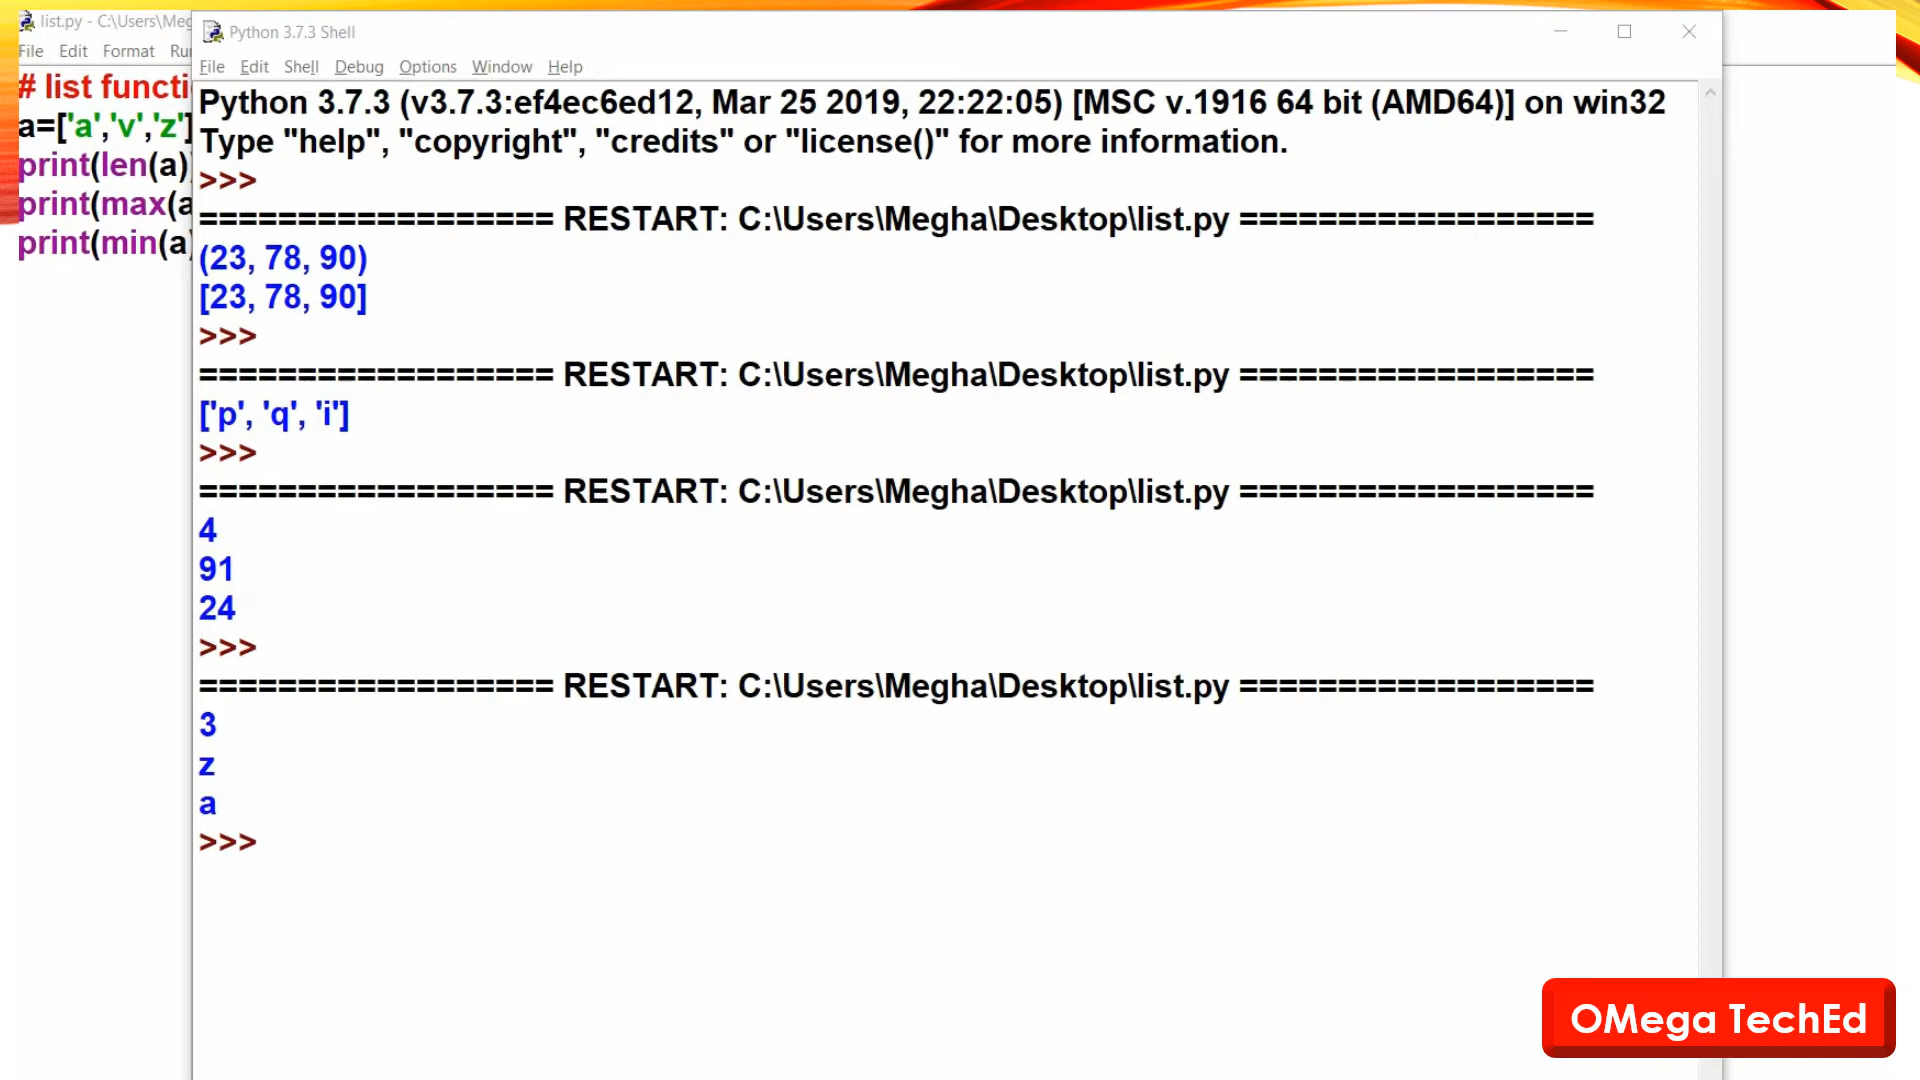 list.py - C:\Users\Meg
File Edit Format Ru
# list functi
a=['a','v','z']
print(len(a)
print(max(a
print(min(a)
Python 3.7.3 Shell
File Edit Shell Debug Options Window Help
Python 3.7.3 (v3.7.3:ef4ec6ed12, Mar 25 2019, 22:22:05) [MSC v.1916 64 bit (AMD64)] on win32
Type "help", "copyright", "credits" or "license()" for more information.
>>>
================== RESTART: C:\Users\Megha\Desktop\list.py ==================
(23, 78, 90)
[23, 78, 90]
>>>
================== RESTART: C:\Users\Megha\Desktop\list.py ==================
['p', 'q', 'i']
>>>
================== RESTART: C:\Users\Megha\Desktop\list.py ==================
4
91
24
>>>
================== RESTART: C:\Users\Megha\Desktop\list.py ==================
3
z
a
>>>
OMega TechEd